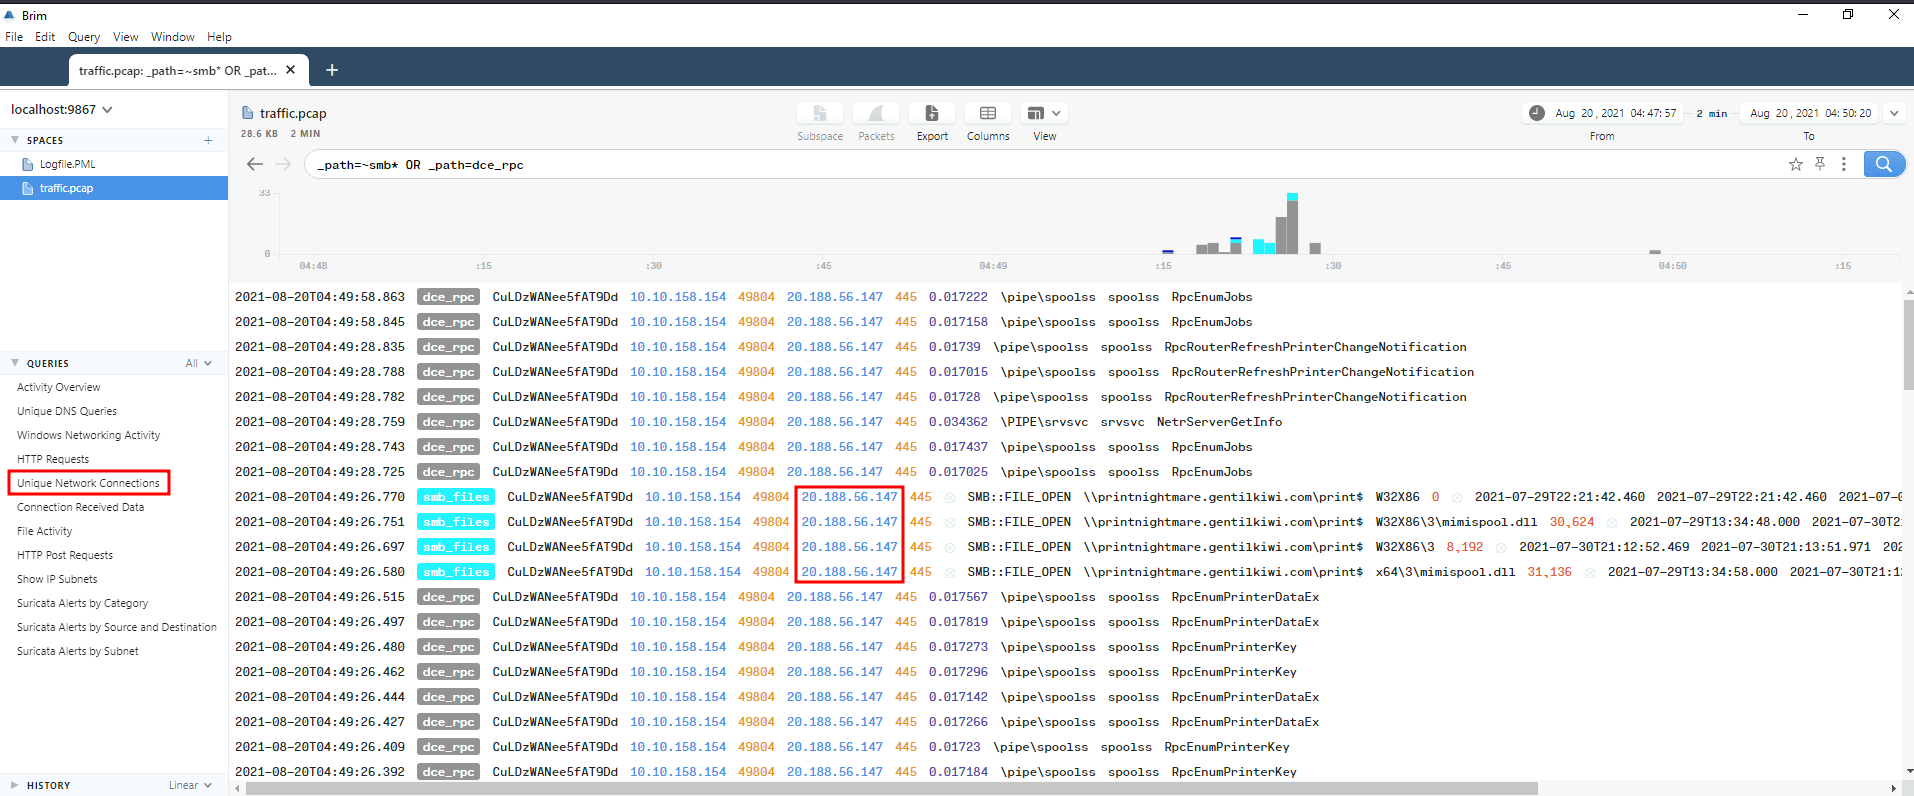 Brim
File Edit Query View Window Help
traffic.pcap: _path=~smb* OR _pat...
localhost:9867
SPACES
Logfile.PML
traffic.pcap
QUERIES All
Activity Overview
Unique DNS Queries
Windows Networking Activity
HTTP Requests
Unique Network Connections
Connection Received Data
File Activity
HTTP Post Requests
Show IP Subnets
Suricata Alerts by Category
Suricata Alerts by Source and Destination
Suricata Alerts by Subnet
HISTORY Linear
traffic.pcap
28.6 KB 2 MIN
Subspace Packets Export Columns View
Aug 20, 2021 04:47:57 2 min Aug 20, 2021 04:50:20
From To
_path=~smb* OR _path=dce_rpc
33
0
04:48 :15 :30 :45 04:49 :15 :30 :45 04:50 :15
2021-08-20T04:49:58.863 dce_rpc CuLDzWANee5fAT9Dd 10.10.158.154 49804 20.188.56.147 445 0.017222 \pipe\spoolss spoolss RpcEnumJobs
2021-08-20T04:49:58.845 dce_rpc CuLDzWANee5fAT9Dd 10.10.158.154 49804 20.188.56.147 445 0.017158 \pipe\spoolss spoolss RpcEnumJobs
2021-08-20T04:49:28.835 dce_rpc CuLDzWANee5fAT9Dd 10.10.158.154 49804 20.188.56.147 445 0.01739 \pipe\spoolss spoolss RpcRouterRefreshPrinterChangeNotification
2021-08-20T04:49:28.788 dce_rpc CuLDzWANee5fAT9Dd 10.10.158.154 49804 20.188.56.147 445 0.017015 \pipe\spoolss spoolss RpcRouterRefreshPrinterChangeNotification
2021-08-20T04:49:28.782 dce_rpc CuLDzWANee5fAT9Dd 10.10.158.154 49804 20.188.56.147 445 0.01728 \pipe\spoolss spoolss RpcRouterRefreshPrinterChangeNotification
2021-08-20T04:49:28.759 dce_rpc CuLDzWANee5fAT9Dd 10.10.158.154 49804 20.188.56.147 445 0.034362 \PIPE\srvsvc srvsvc NetrServerGetInfo
2021-08-20T04:49:28.743 dce_rpc CuLDzWANee5fAT9Dd 10.10.158.154 49804 20.188.56.147 445 0.017437 \pipe\spoolss spoolss RpcEnumJobs
2021-08-20T04:49:28.725 dce_rpc CuLDzWANee5fAT9Dd 10.10.158.154 49804 20.188.56.147 445 0.017025 \pipe\spoolss spoolss RpcEnumJobs
2021-08-20T04:49:26.770 smb_files CuLDzWANee5fAT9Dd 10.10.158.154 49804 20.188.56.147 445 SMB::FILE_OPEN \\printnightmare.gentilkiwi.com\print$ W32X86 0 2021-07-29T22:21:42.460 2021-07-29T22:21:42.460 2021-07-0
2021-08-20T04:49:26.751 smb_files CuLDzWANee5fAT9Dd 10.10.158.154 49804 20.188.56.147 445 SMB::FILE_OPEN \\printnightmare.gentilkiwi.com\print$ W32X86\3\mimispool.dll 30,624 2021-07-29T13:34:48.000 2021-07-30T21
2021-08-20T04:49:26.697 smb_files CuLDzWANee5fAT9Dd 10.10.158.154 49804 20.188.56.147 445 SMB::FILE_OPEN \\printnightmare.gentilkiwi.com\print$ W32X86\3 8,192 2021-07-30T21:12:52.469 2021-07-30T21:13:51.971 202
2021-08-20T04:49:26.580 smb_files CuLDzWANee5fAT9Dd 10.10.158.154 49804 20.188.56.147 445 SMB::FILE_OPEN \\printnightmare.gentilkiwi.com\print$ x64\3\mimispool.dll 31,136 2021-07-29T13:34:58.000 2021-07-30T21:1
2021-08-20T04:49:26.515 dce_rpc CuLDzWANee5fAT9Dd 10.10.158.154 49804 20.188.56.147 445 0.017567 \pipe\spoolss spoolss RpcEnumPrinterDataEx
2021-08-20T04:49:26.497 dce_rpc CuLDzWANee5fAT9Dd 10.10.158.154 49804 20.188.56.147 445 0.017819 \pipe\spoolss spoolss RpcEnumPrinterDataEx
2021-08-20T04:49:26.480 dce_rpc CuLDzWANee5fAT9Dd 10.10.158.154 49804 20.188.56.147 445 0.017273 \pipe\spoolss spoolss RpcEnumPrinterKey
2021-08-20T04:49:26.462 dce_rpc CuLDzWANee5fAT9Dd 10.10.158.154 49804 20.188.56.147 445 0.017296 \pipe\spoolss spoolss RpcEnumPrinterKey
2021-08-20T04:49:26.444 dce_rpc CuLDzWANee5fAT9Dd 10.10.158.154 49804 20.188.56.147 445 0.017142 \pipe\spoolss spoolss RpcEnumPrinterDataEx
2021-08-20T04:49:26.427 dce_rpc CuLDzWANee5fAT9Dd 10.10.158.154 49804 20.188.56.147 445 0.017266 \pipe\spoolss spoolss RpcEnumPrinterDataEx
2021-08-20T04:49:26.409 dce_rpc CuLDzWANee5fAT9Dd 10.10.158.154 49804 20.188.56.147 445 0.01723 \pipe\spoolss spoolss RpcEnumPrinterKey
2021-08-20T04:49:26.392 dce_rpc CuLDzWANee5fAT9Dd 10.10.158.154 49804 20.188.56.147 445 0.017184 \pipe\spoolss spoolss RpcEnumPrinterKey